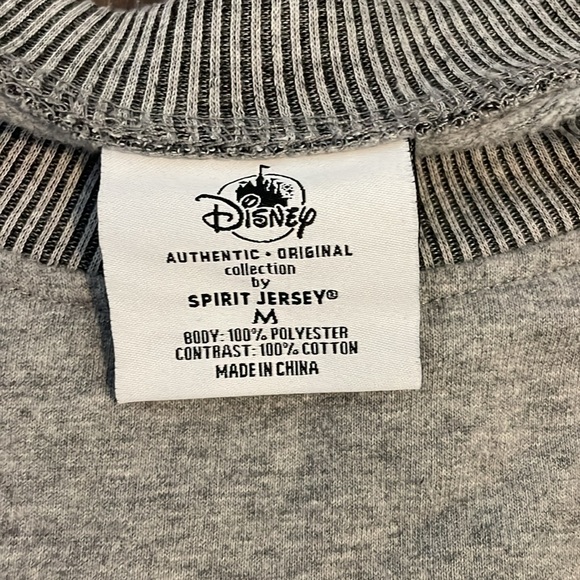 Disney
AUTHENTIC • ORIGINAL
collection
by
SPIRIT JERSEY®
M
BODY: 100% POLYESTER
CONTRAST: 100% COTTON
MADE IN CHINA